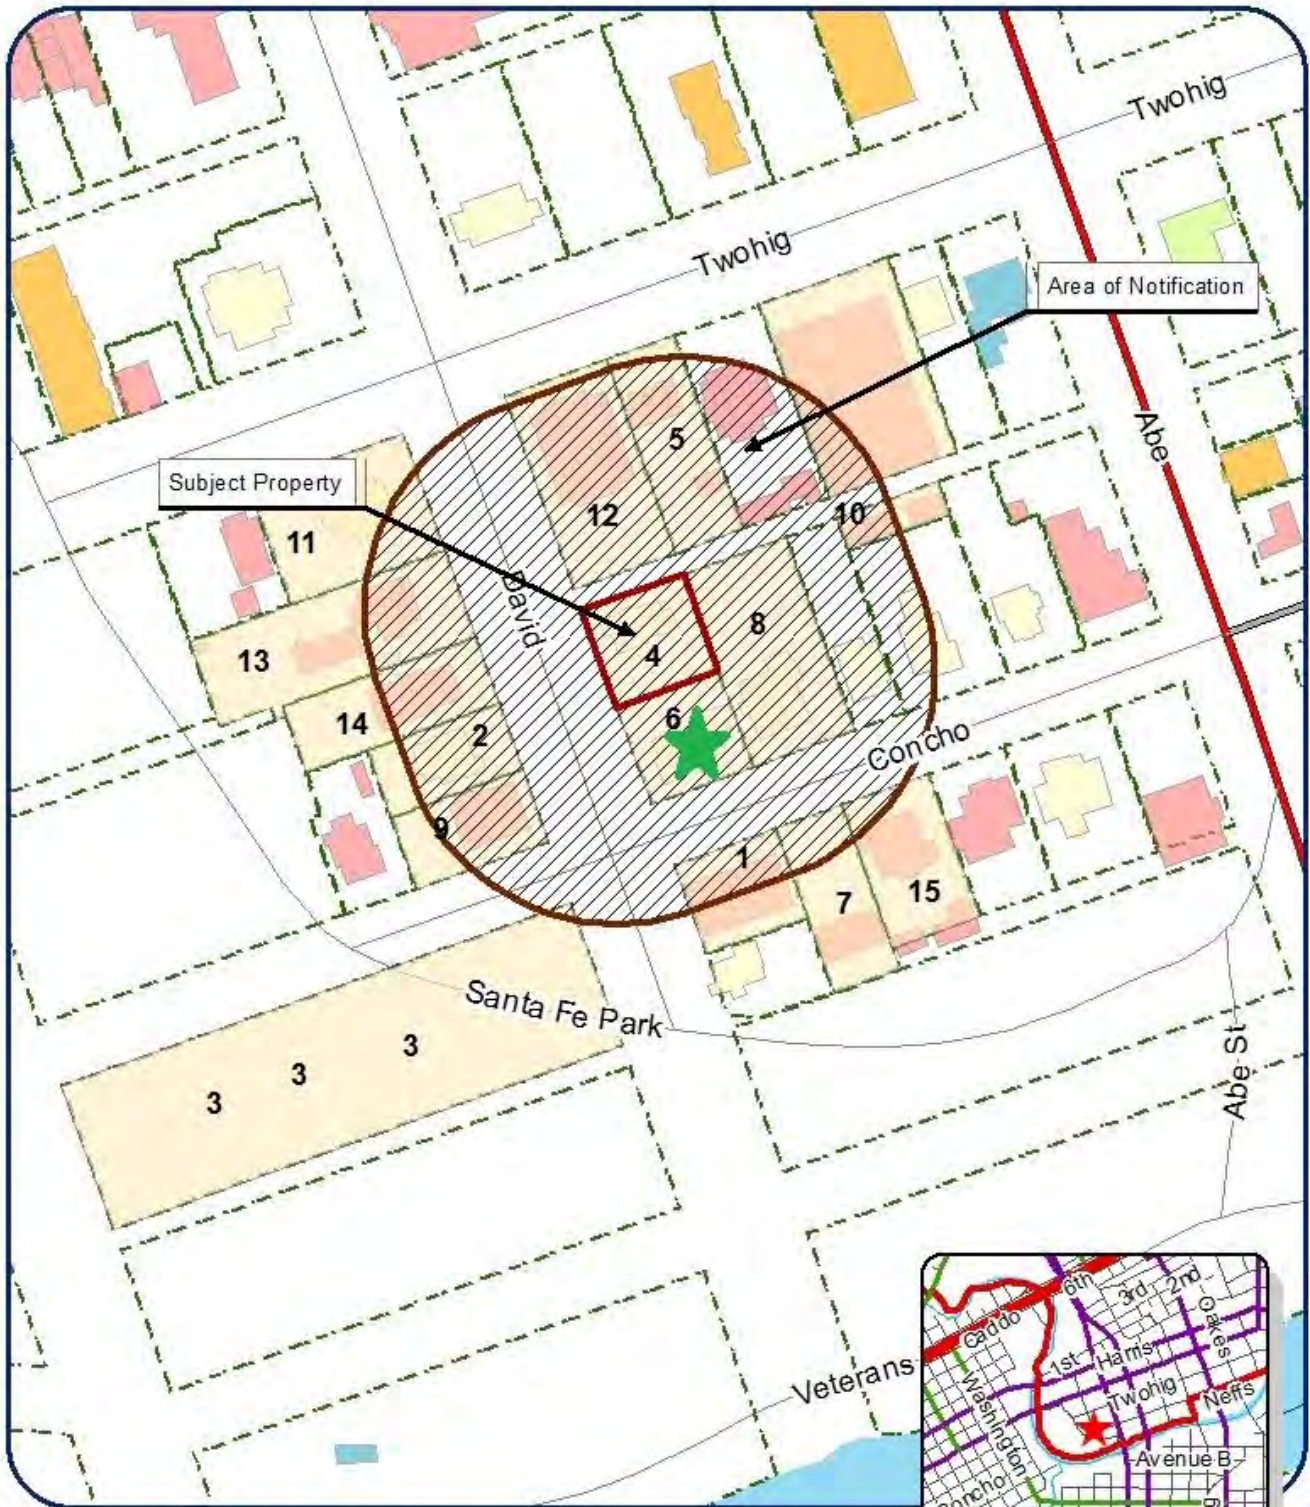 Twohig
Twohig
Area of Notification
Abe
Subject Property
5
12
10
11
David
8
4
13
6
14
2
Concho
9
1
7
15
Santa Fe Park
3
3
3
Abe St
Veterans
6th
3rd
2nd
Caddo
Oakes
1st
Harris
Twohig
Neffs
Washington
Avenue B
Concho